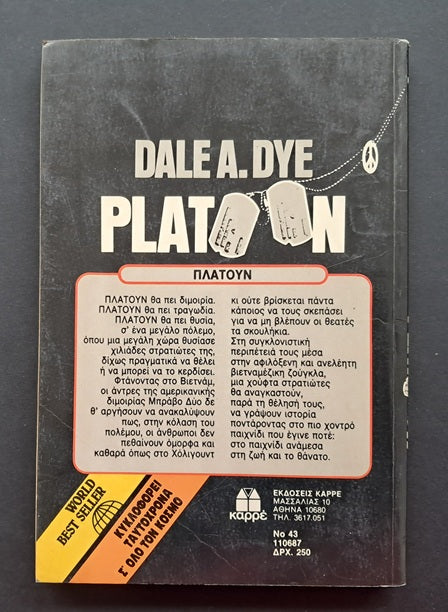 DALE A. DYE
PLATOON
ΠΛΑΤΟΥΝ
ΠΛΑΤΟΥΝ θα πει διμοιρία.
ΠΛΑΤΟΥΝ θα πει τραγωδία.
ΠΛΑΤΟΥΝ θα πει θυσία,
σ' ένα μεγάλο πόλεμο,
όπου μια μεγάλη χώρα θυσίασε
χιλιάδες στρατιώτες της,
δίχως πραγματικά να θέλει
ή να μπορεί να το κερδίσει.
Φτάνοντας στο Βιετνάμ,
οι άντρες της αμερικανικής
διμοιρίας Μπράβο Δύο δε
θ' αργήσουν να ανακαλύψουν
πως, στην κόλαση του
πολέμου, οι άνθρωποι δεν
πεθαίνουν όμορφα και
καθαρά όπως στο Χόλιγουντ
κι ούτε βρίσκεται πάντα
κάποιος να τους σκεπάσει
για να μη βλέπουν οι θεατές
τα σκουλήκια.
Στη συγκλονιστική
περιπέτειά τους μέσα
στην αφιλόξενη και ανελέητη
βιετναμέζικη ζούγκλα,
μια χούφτα στρατιώτες
θα αναγκαστούν,
παρά τη θέλησή τους,
να γράψουν ιστορία
ποντάροντας στο πιο χοντρό
παιχνίδι που έγινε ποτέ:
στο παιχνίδι ανάμεσα
στη ζωή και το θάνατο.
WORLD
BEST SELLER
ΚΥΚΛΟΦΟΡΕΙ
ΤΑΥΤΟΧΡΟΝΑ
Σ' ΟΛΟ ΤΟΝ ΚΟΣΜΟ
καρρέ
ΕΚΔΟΣΕΙΣ ΚΑΡΡΕ
ΜΑΣΣΑΛΙΑΣ 10
ΑΘΗΝΑ 10680
ΤΗΛ. 3617.051
No 43
110687
ΔΡΧ. 250